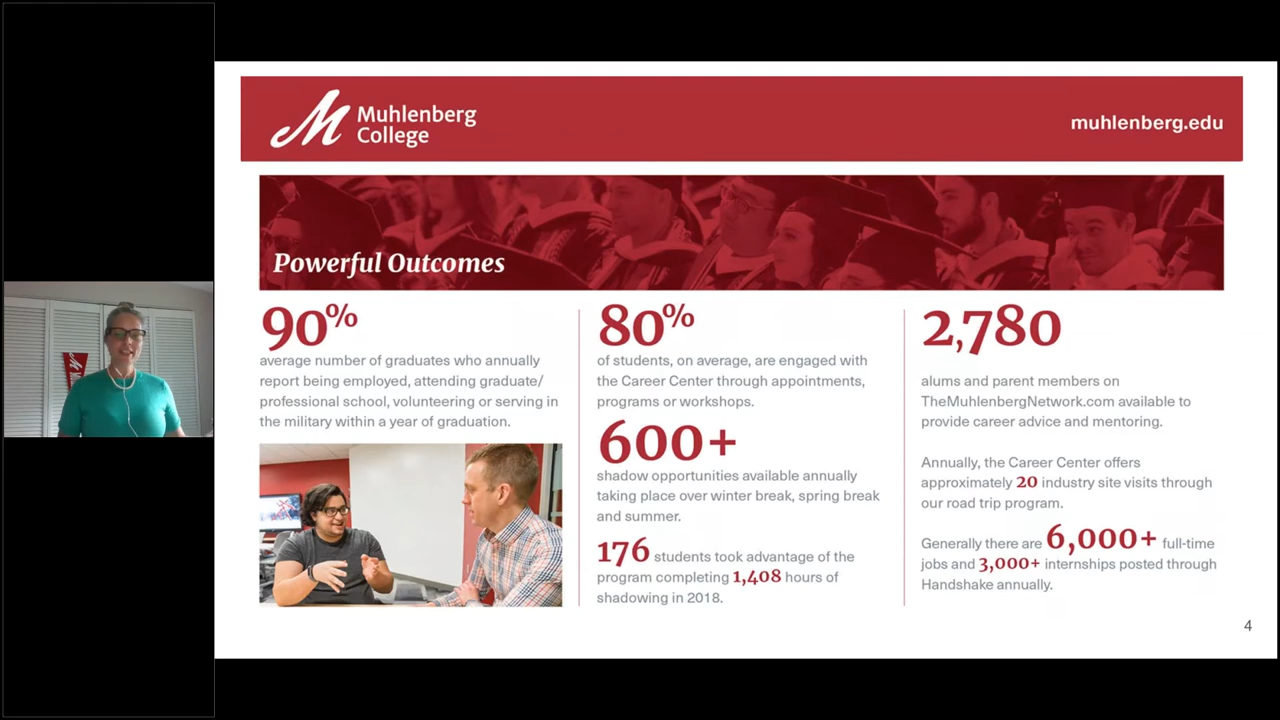 Muhlenberg
College
muhlenberg.edu
Powerful Outcomes
90%
average number of graduates who annually
report being employed, attending graduate/
professional school, volunteering or serving in
the military within a year of graduation.
80%
of students, on average, are engaged with
the Career Center through appointments,
programs or workshops.
600+
shadow opportunities available annually
taking place over winter break, spring break
and summer.
176 students took advantage of the
program completing 1,408 hours of
shadowing in 2018.
2,780
alums and parent members on
TheMuhlenbergNetwork.com available to
provide career advice and mentoring.
Annually, the Career Center offers
approximately 20 industry site visits through
our road trip program.
Generally there are 6,000+ full-time
jobs and 3,000+ internships posted through
Handshake annually.
4